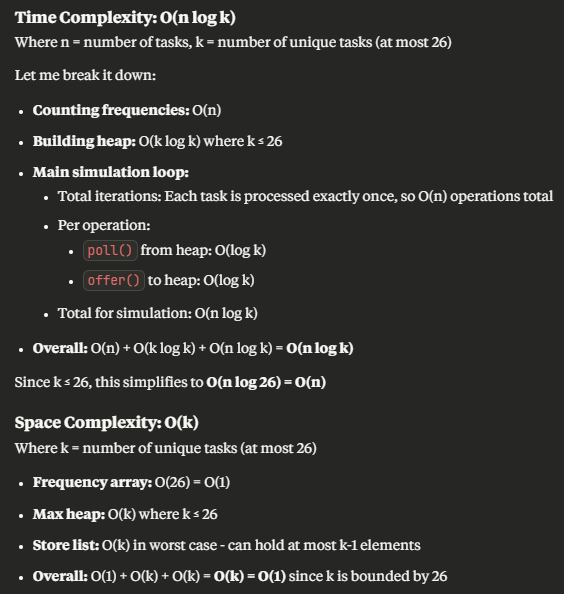 Time Complexity: O(n log k)
Where n = number of tasks, k = number of unique tasks (at most 26)
Let me break it down:
• Counting frequencies: O(n)
• Building heap: O(k log k) where k ≤ 26
• Main simulation loop:
• Total iterations: Each task is processed exactly once, so O(n) operations total
• Per operation:
• poll() from heap: O(log k)
• offer() to heap: O(log k)
• Total for simulation: O(n log k)
• Overall: O(n) + O(k log k) + O(n log k) = O(n log k)
Since k ≤ 26, this simplifies to O(n log 26) = O(n)
Space Complexity: O(k)
Where k = number of unique tasks (at most 26)
• Frequency array: O(26) = O(1)
• Max heap: O(k) where k ≤ 26
• Store list: O(k) in worst case - can hold at most k-1 elements
• Overall: O(1) + O(k) + O(k) = O(k) = O(1) since k is bounded by 26